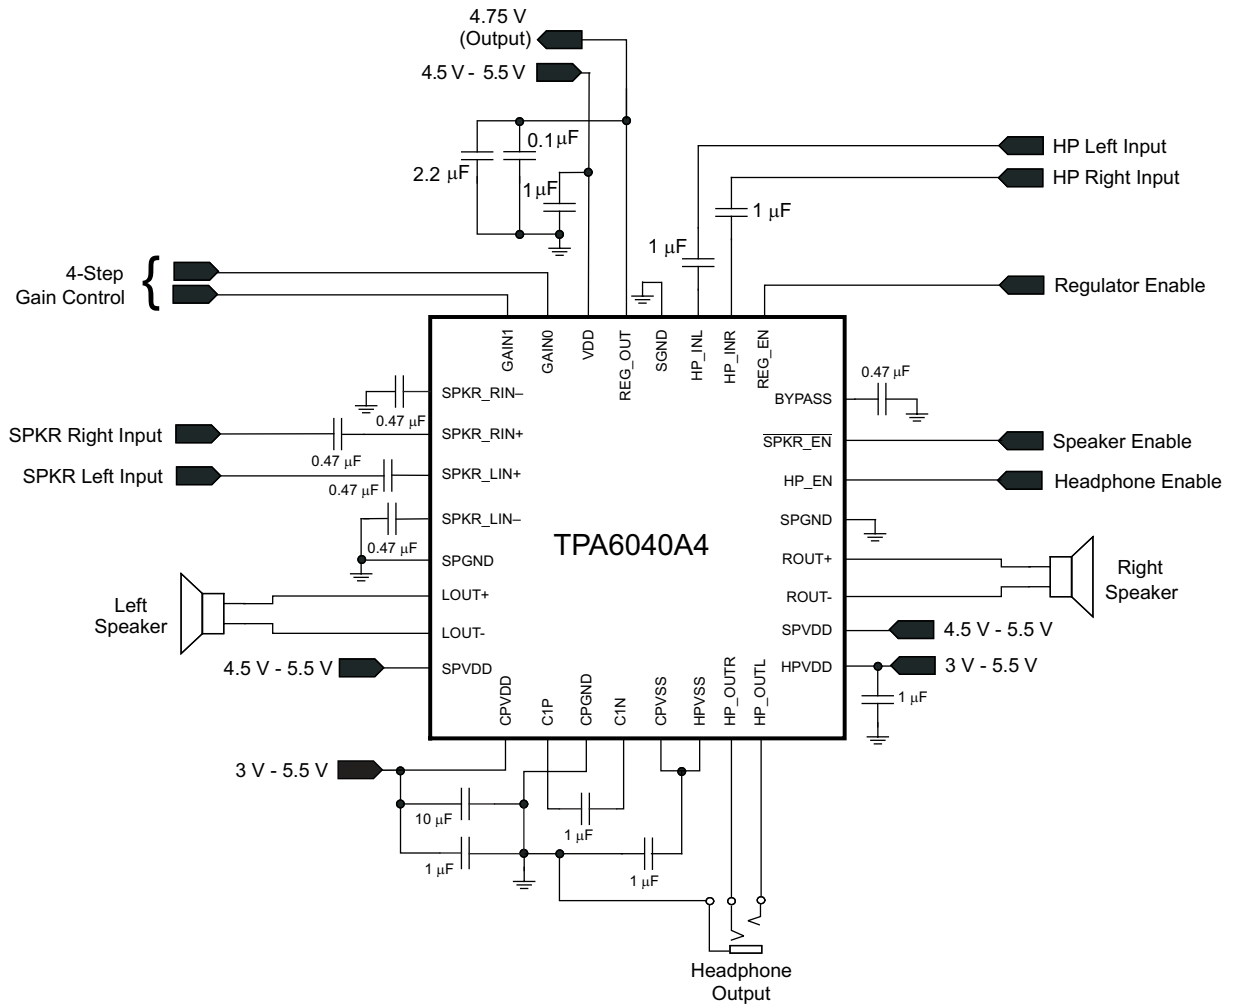 4.75 V
(Output)
4.5 V - 5.5 V
0.1 μF
2.2 μF
1 μF
HP Left Input
HP Right Input
1 μF
1 μF
4-Step
Gain Control
{
Regulator Enable
GAIN1
GAIN0
VDD
REG_OUT
SGND
HP_INL
HP_INR
REG_EN
SPKR_RIN–
0.47 μF
SPKR Right Input
SPKR_RIN+
0.47 μF
SPKR Left Input
SPKR_LIN+
0.47 μF
SPKR_LIN–
0.47 μF
SPGND
LOUT+
Left
Speaker
LOUT-
4.5 V - 5.5 V
SPVDD
TPA6040A4
0.47 μF
BYPASS
SPKR_EN
Speaker Enable
HP_EN
Headphone Enable
SPGND
ROUT+
Right
Speaker
ROUT-
SPVDD
4.5 V - 5.5 V
HPVDD
3 V - 5.5 V
1 μF
CPVDD
C1P
CPGND
C1N
CPVSS
HPVSS
HP_OUTR
HP_OUTL
3 V - 5.5 V
10 μF
1 μF
1 μF
1 μF
Headphone
Output